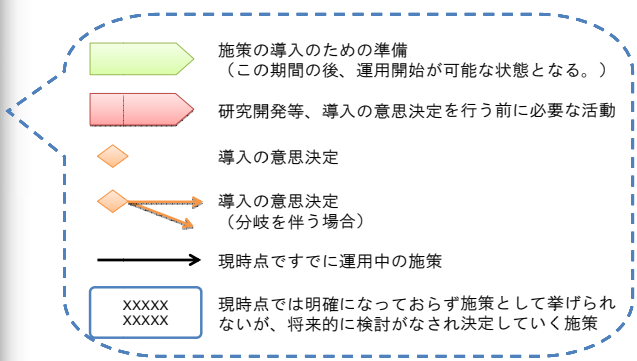 施策の導入のための準備
（この期間の後、運用開始が可能な状態となる。）
研究開発等、導入の意思決定を行う前に必要な活動
導入の意思決定
導入の意思決定
（分岐を伴う場合）
現時点ですでに運用中の施策
XXXXX
XXXXX
現時点では明確になっておらず施策として挙げられ
ないが、将来的に検討がなされ決定していく施策